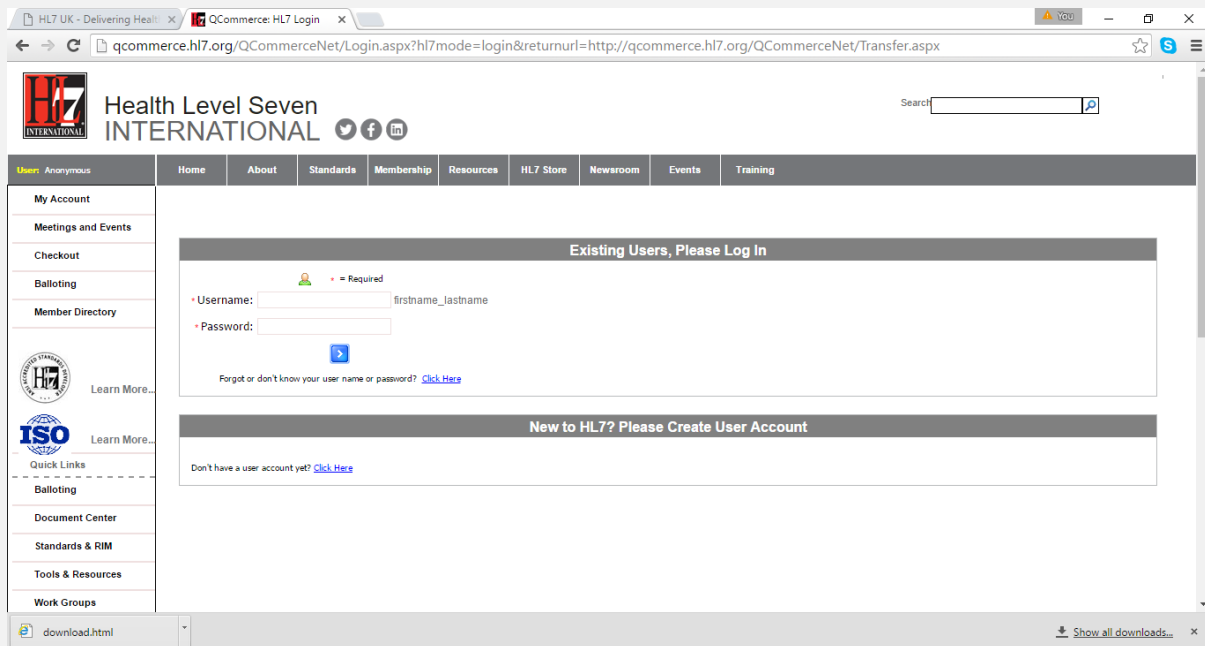 HL7 UK - Delivering Healt
QCommerce: HL7 Login
You
qcommerce.hl7.org/QCommerceNet/Login.aspx?hl7mode=login&returnurl=http://qcommerce.hl7.org/QCommerceNet/Transfer.aspx
HL7
INTERNATIONAL
Health Level Seven
INTERNATIONAL
Search
User: Anonymous
Home About Standards Membership Resources HL7 Store Newsroom Events Training
My Account
Meetings and Events
Checkout
Balloting
Member Directory
Learn More...
ISO
Learn More...
Quick Links
Balloting
Document Center
Standards & RIM
Tools & Resources
Work Groups
Existing Users, Please Log In
* = Required
*Username: firstname_lastname
*Password:
Forgot or don't know your user name or password? Click Here
New to HL7? Please Create User Account
Don't have a user account yet? Click Here
download.html
Show all downloads...